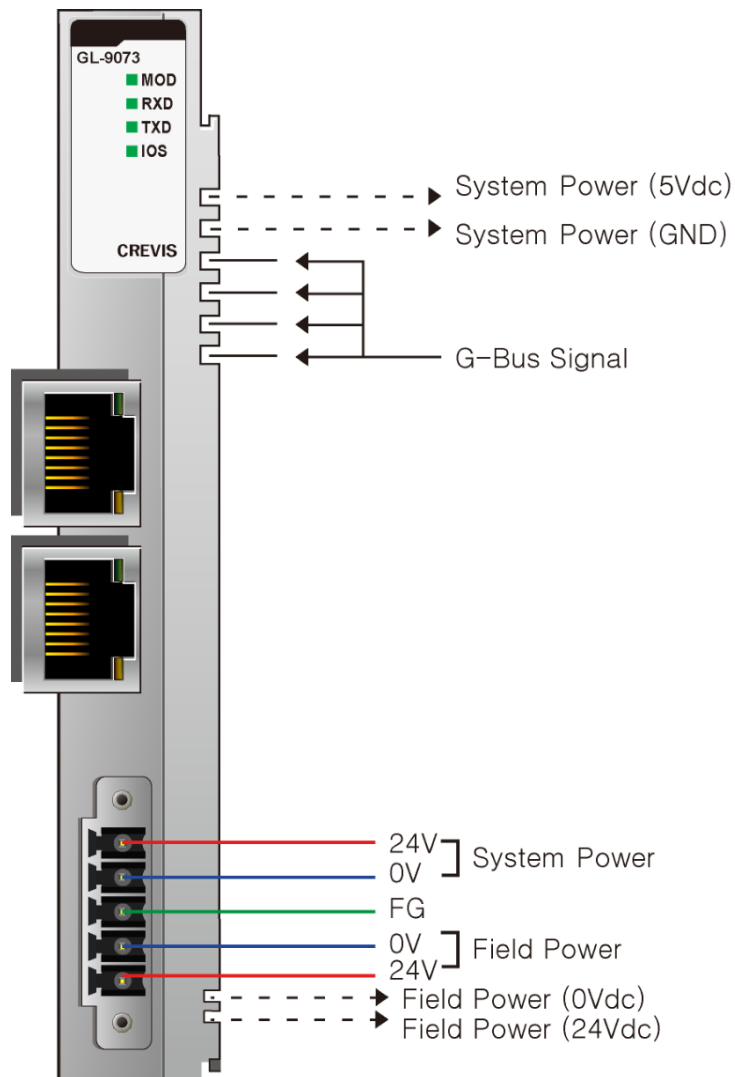 GL-9073
MOD
RXD
TXD
IOS
CREVIS
System Power (5Vdc)
System Power (GND)
G-Bus Signal
24V
0V
System Power
FG
0V
24V
Field Power
Field Power (0Vdc)
Field Power (24Vdc)